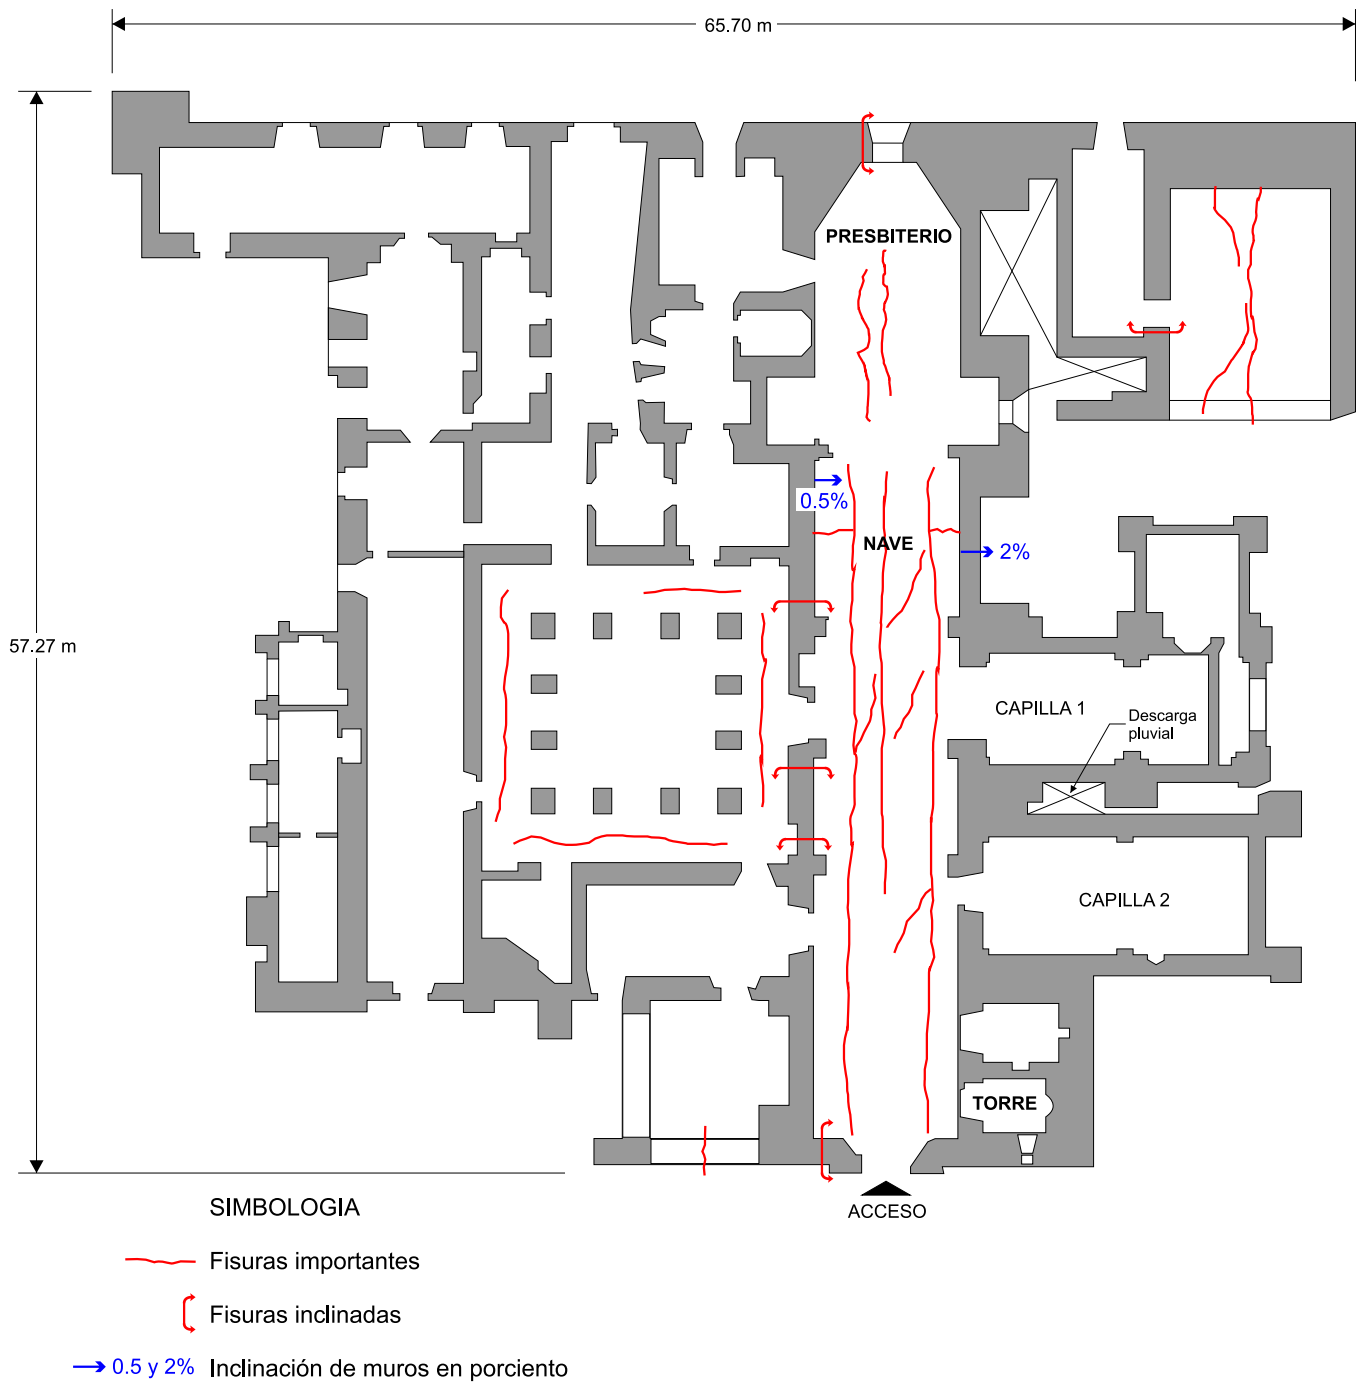 65.70 m
57.27 m
PRESBITERIO
0.5%
NAVE
2%
CAPILLA 1
Descarga
pluvial
CAPILLA 2
TORRE
ACCESO
SIMBOLOGIA
Fisuras importantes
Fisuras inclinadas
0.5 y 2% Inclinación de muros en porciento